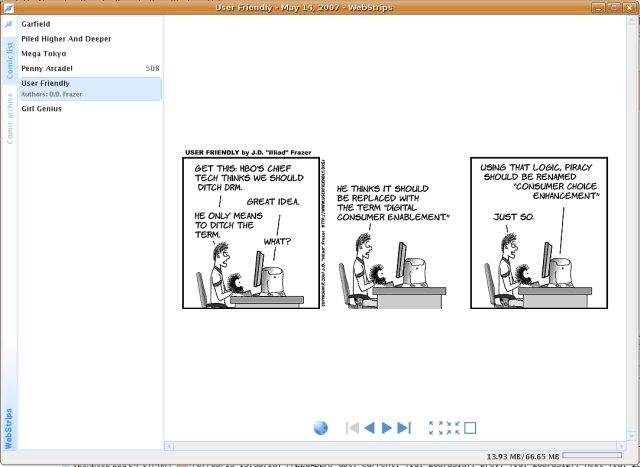 User Friendly - May 14, 2007 - WebStrips
Comic list
Comic archive
WebStrips
Garfield
Piled Higher And Deeper
Mega Tokyo
Penny Arcade! 508
User Friendly
Authors: D.D. Frazer
Girl Genius
USER FRIENDLY by J.D. "Illiad" Frazer
GET THIS: HBO'S CHIEF
TECH THINKS WE SHOULD
DITCH DRM.
GREAT IDEA.
HE ONLY MEANS
TO DITCH THE
TERM.
WHAT?
HE THINKS IT SHOULD
BE REPLACED WITH
THE TERM "DIGITAL
CONSUMER ENABLEMENT."
USING THAT LOGIC, PIRACY
SHOULD BE RENAMED
"CONSUMER CHOICE
ENHANCEMENT"
JUST SO.
13.93 MB/66.65 MB